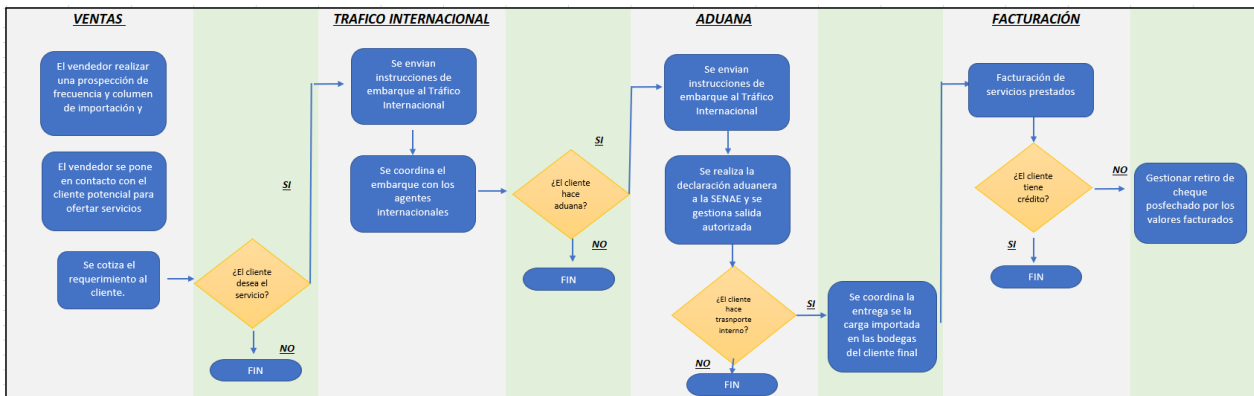 VENTAS
El vendedor realizar
una prospección de
frecuencia y columen
de importación y
El vendedor se pone
en contacto con el
cliente potencial para
ofertar servicios
Se cotiza el
requerimiento al
cliente.
¿El cliente
desea el
servicio?
SI
NO
FIN
TRAFICO INTERNACIONAL
Se envian
instrucciones de
embarque al Tráfico
Internacional
Se coordina el
embarque con los
agentes
internacionales
¿El cliente
hace
aduana?
SI
NO
FIN
ADUANA
Se envian
instrucciones de
embarque al Tráfico
Internacional
Se realiza la
declaración aduanera
a la SENAE y se
gestiona salida
autorizada
¿El cliente
hace
trasnporte
interno?
SI
NO
FIN
Se coordina la
entrega se la
carga importada
en las bodegas
del cliente final
FACTURACIÓN
Facturación de
servicios prestados
¿El cliente
tiene
crédito?
NO
SI
FIN
Gestionar retiro de
cheque
posfechado por los
valores facturados